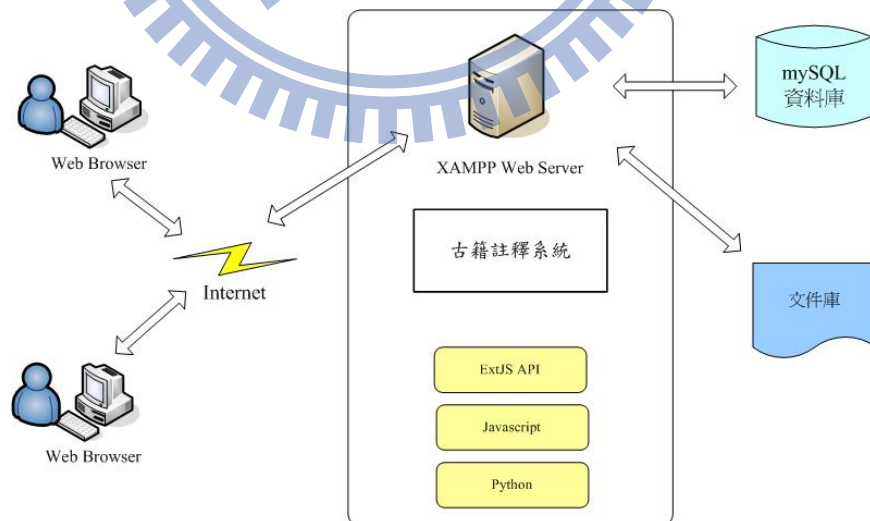 Web Browser
Internet
Web Browser
XAMPP Web Server
古籍註釋系統
ExtJS API
Javascript
Python
mySQL
資料庫
文件庫